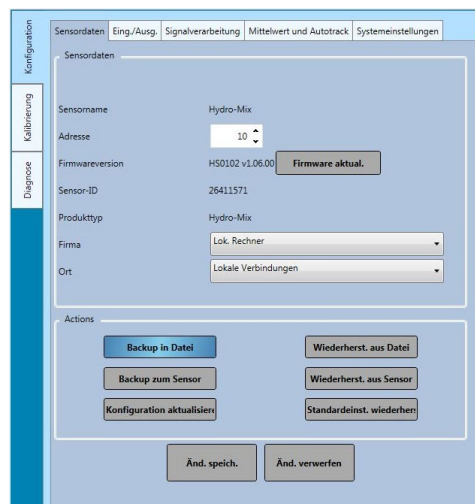 Konfiguration
Kalibrierung
Diagnose
Sensordaten Eing./Ausg. Signalverarbeitung Mittelwert und Autotrack Systemeinstellungen
Sensordaten
Sensorname Hydro-Mix
Adresse 10
Firmwareversion HS0102 v1.06.00 Firmware aktual.
Sensor-ID 26411571
Produkttyp Hydro-Mix
Firma Lok. Rechner
Ort Lokale Verbindungen
Actions
Backup in Datei Wiederherst. aus Datei
Backup zum Sensor Wiederherst. aus Sensor
Konfiguration aktualisiere Standardeinst. wiederhers
Änd. speich. Änd. verwerfen